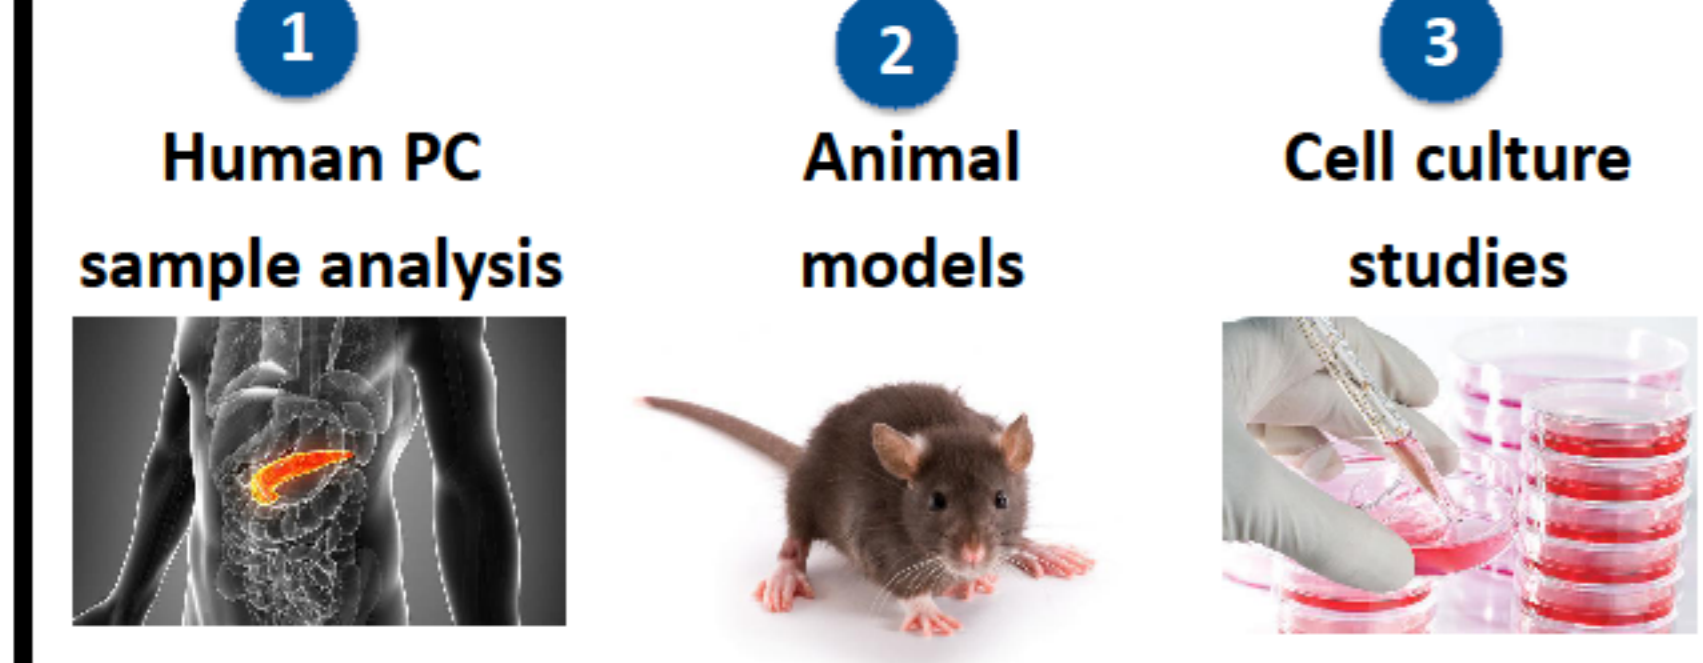 1
Human PC
sample analysis
2
Animal
models
3
Cell culture
studies